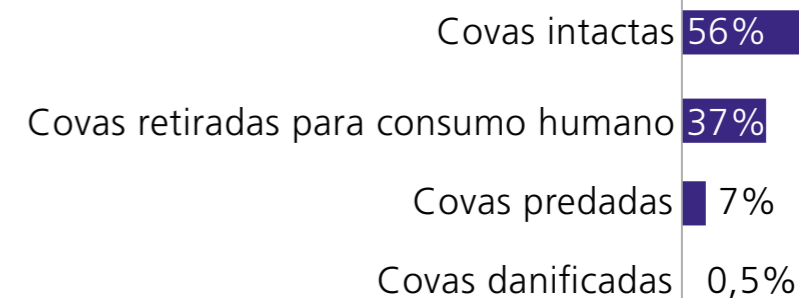 Covas intactas 56%
Covas retiradas para consumo humano 37%
Covas predadas 7%
Covas danificadas 0,5%